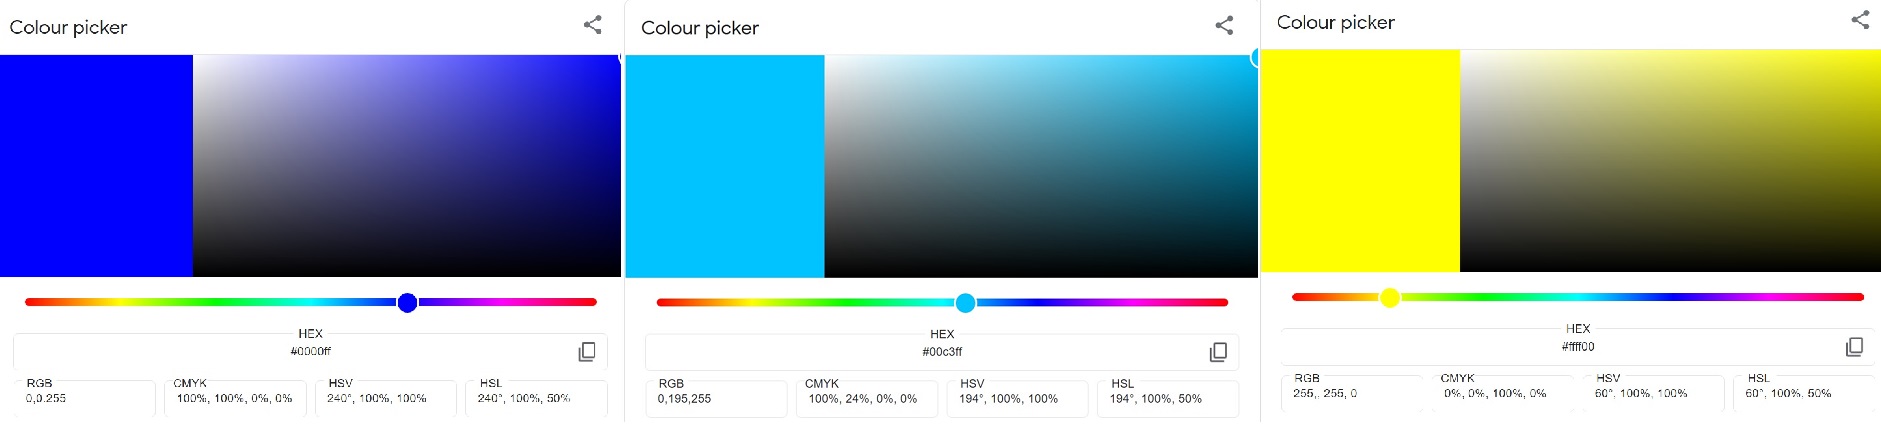 Colour picker
HEX
#0000ff
RGB
0,0.255
CMYK
100%, 100%, 0%, 0%
HSV
240°, 100%, 100%
HSL
240°, 100%, 50%
Colour picker
HEX
#00c3ff
RGB
0,195,255
CMYK
100%, 24%, 0%, 0%
HSV
194°, 100%, 100%
HSL
194°, 100%, 50%
Colour picker
HEX
#ffff00
RGB
255,, 255, 0
CMYK
0%, 0%, 100%, 0%
HSV
60°, 100%, 100%
HSL
60°, 100%, 50%